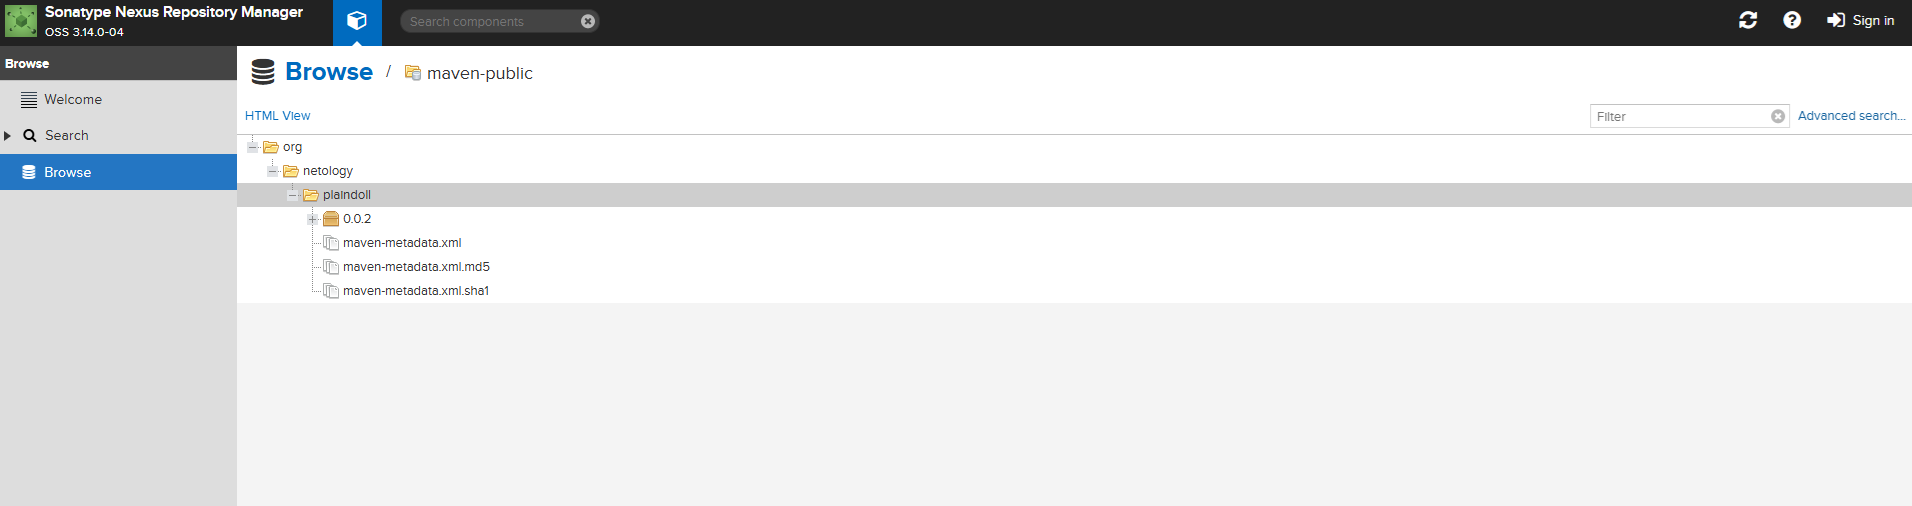 Sonatype Nexus Repository Manager
OSS 3.14.0-04
Search components
Sign in
Browse
Welcome
Search
Browse
Browse / maven-public
HTML View
Filter
Advanced search...
org
netology
plaindoll
0.0.2
maven-metadata.xml
maven-metadata.xml.md5
maven-metadata.xml.sha1